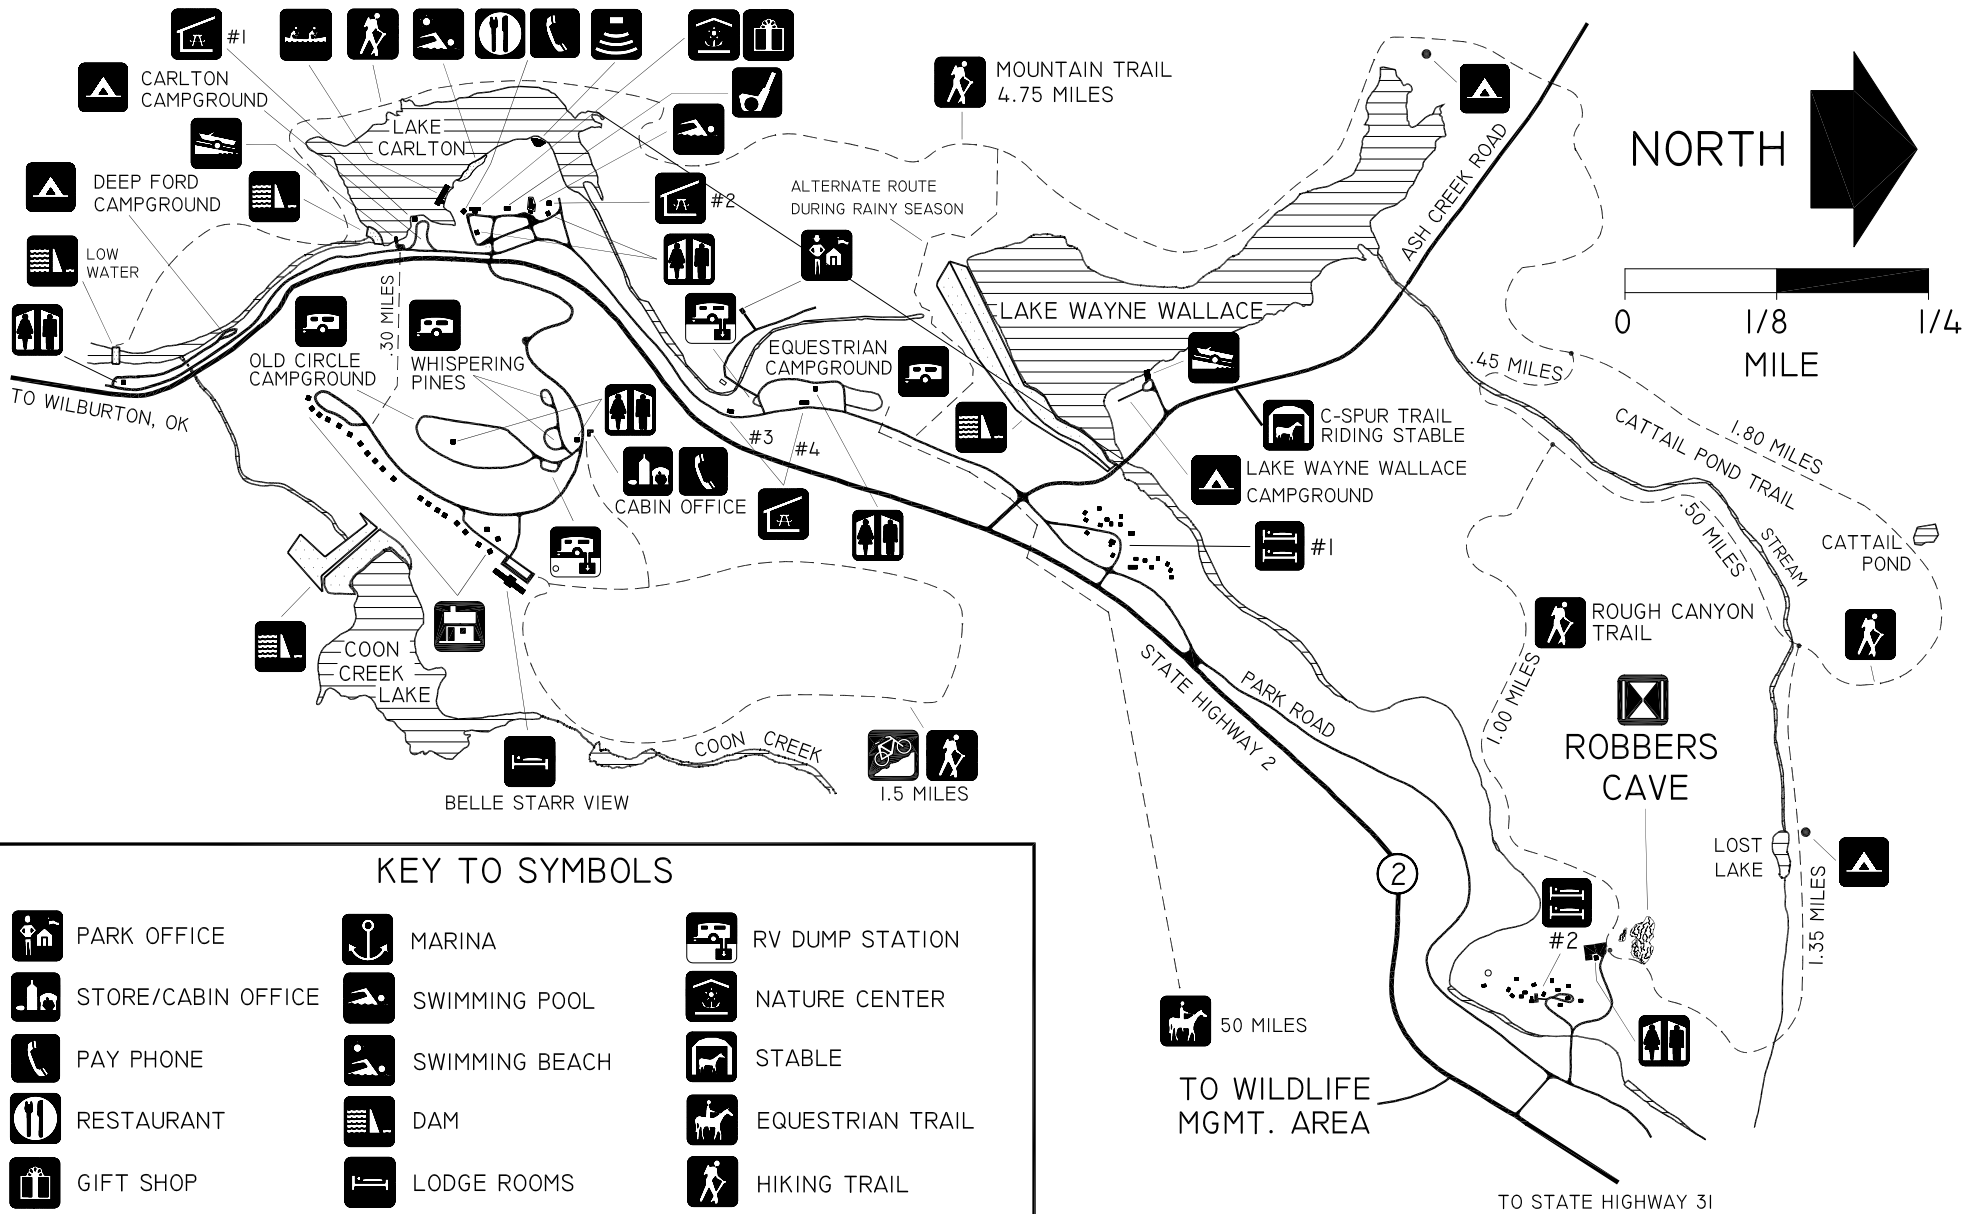 #1
CARLTON
CAMPGROUND
LAKE
CARLTON
MOUNTAIN TRAIL
4.75 MILES
NORTH
0 1/8 1/4
MILE
DEEP FORD
CAMPGROUND
LOW
WATER
#2
ALTERNATE ROUTE
DURING RAINY SEASON
ASH CREEK ROAD
LAKE WAYNE WALLACE
.30 MILES
OLD CIRCLE
CAMPGROUND
WHISPERING
PINES
EQUESTRIAN
CAMPGROUND
TO WILBURTON, OK
#3
#4
CABIN OFFICE
C-SPUR TRAIL
RIDING STABLE
LAKE WAYNE WALLACE
CAMPGROUND
#1
.45 MILES
1.80 MILES
CATTAIL POND TRAIL
.50 MILES
STREAM
CATTAIL
POND
ROUGH CANYON
TRAIL
1.00 MILES
ROBBERS
CAVE
COON
CREEK
LAKE
COON CREEK
BELLE STARR VIEW
1.5 MILES
STATE HIGHWAY 2
PARK ROAD
2
LOST
LAKE
1.35 MILES
#2
50 MILES
TO WILDLIFE
MGMT. AREA
TO STATE HIGHWAY 31
KEY TO SYMBOLS
PARK OFFICE
STORE/CABIN OFFICE
PAY PHONE
RESTAURANT
GIFT SHOP
MARINA
SWIMMING POOL
SWIMMING BEACH
DAM
LODGE ROOMS
RV DUMP STATION
NATURE CENTER
STABLE
EQUESTRIAN TRAIL
HIKING TRAIL